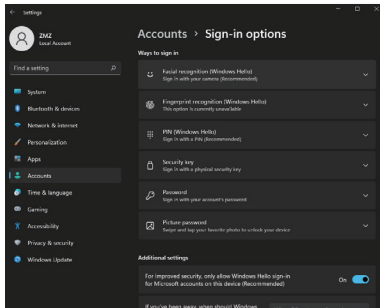 Settings
ZMZ
Local Account
Find a setting
System
Bluetooth & devices
Network & internet
Personalization
Apps
Accounts
Time & language
Gaming
Accessibility
Privacy & security
Windows Update
Accounts > Sign-in options
Ways to sign in
Facial recognition (Windows Hello)
Sign in with your camera (Recommended)
Fingerprint recognition (Windows Hello)
This option is currently unavailable
PIN (Windows Hello)
Sign in with a PIN (Recommended)
Security key
Sign in with a physical security key
Password
Sign in with your account's password
Picture password
Swipe and tap your favorite photo to unlock your device
Additional settings
For improved security, only allow Windows Hello sign-in
for Microsoft accounts on this device (Recommended)
On
If you've been away, when should Windows